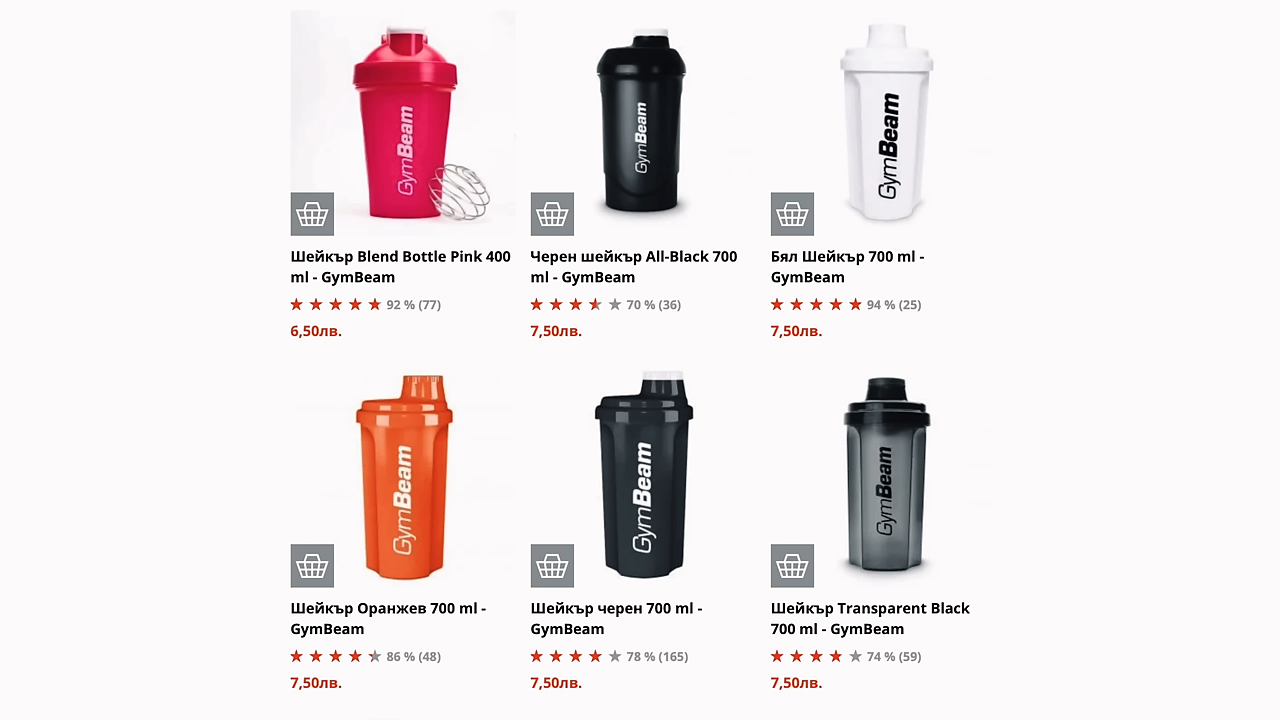 GymBeam
GymBeam
GymBeam
Шейкър Blend Bottle Pink 400
ml - GymBeam
92 % (77)
6,50лв.
Черен шейкър All-Black 700
ml - GymBeam
70 % (36)
7,50лв.
Бял Шейкър 700 ml -
GymBeam
94 % (25)
7,50лв.
GymBeam
GymBeam
GymBeam
Шейкър Оранжев 700 ml -
GymBeam
86 % (48)
7,50лв.
Шейкър черен 700 ml -
GymBeam
78 % (165)
7,50лв.
Шейкър Transparent Black
700 ml - GymBeam
74 % (59)
7,50лв.